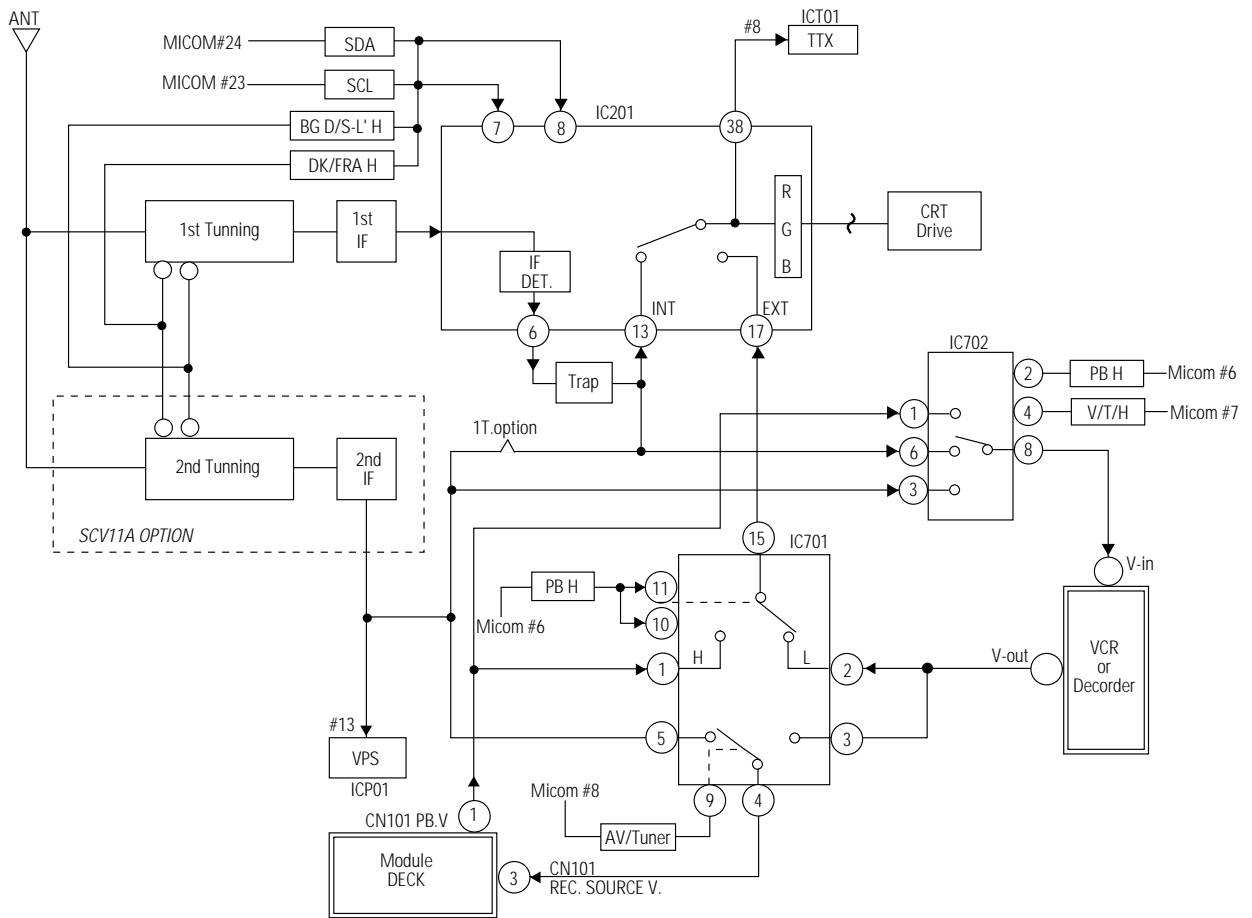 ANT
MICOM#24
SDA
#8
ICT01
TTX
MICOM #23
SCL
IC201
BG D/S-L' H
7
8
38
DK/FRA H
R
G
B
CRT
Drive
1st Tunning
1st
IF
IF
DET.
INT
EXT
6
13
17
IC702
Trap
2
PB H
Micom #6
1
4
V/T/H
Micom #7
1T.option
6
8
2nd Tunning
2nd
IF
3
SCV11A OPTION
15
IC701
V-in
PB H
11
Micom #6
10
1
H
L
2
V-out
VCR
or
Decorder
#13
5
3
VPS
ICP01
Micom #8
9
4
CN101 PB.V
1
AV/Tuner
Module
DECK
3
CN101
REC. SOURCE V.